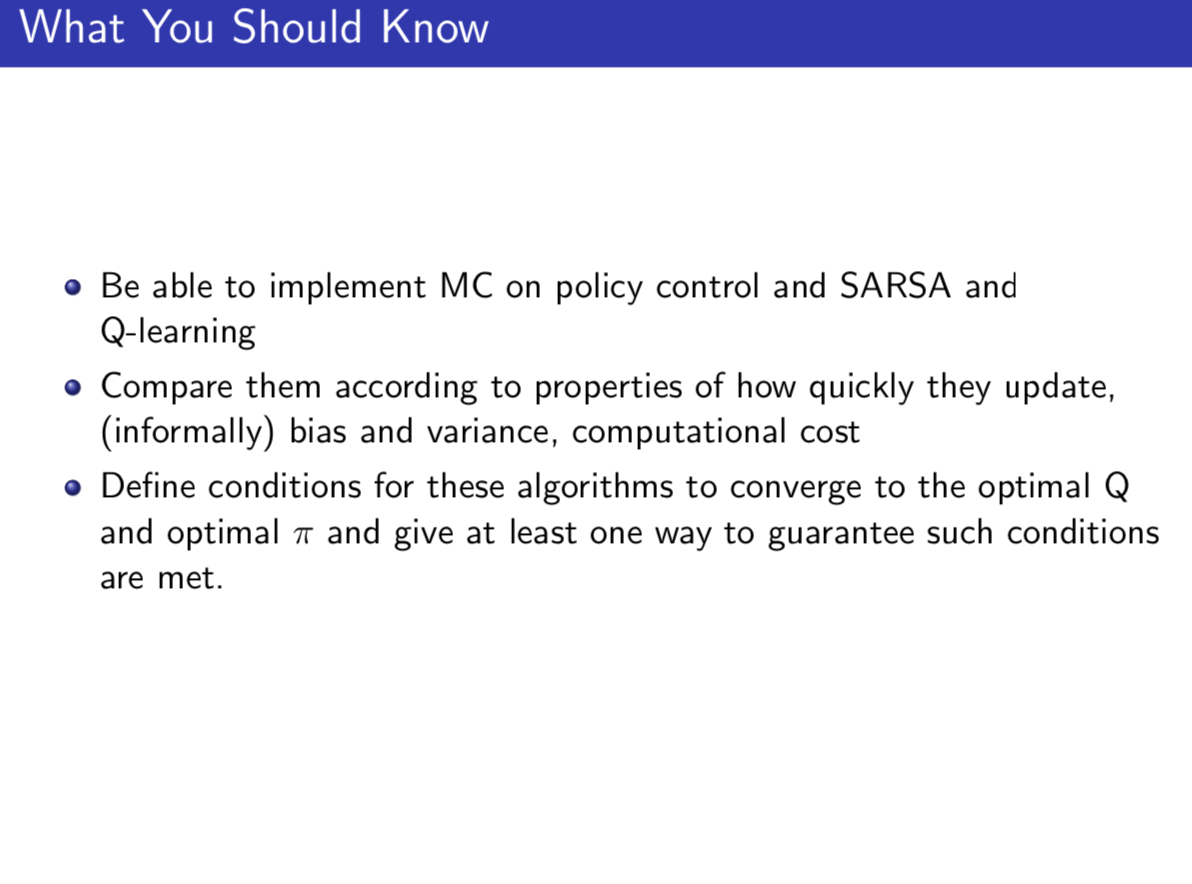 What You Should Know
Be able to implement MC on policy control and SARSA and
Q-learning
Compare them according to properties of how quickly they update,
(informally) bias and variance, computational cost
Define conditions for these algorithms to converge to the optimal Q
and optimal π and give at least one way to guarantee such conditions
are met.